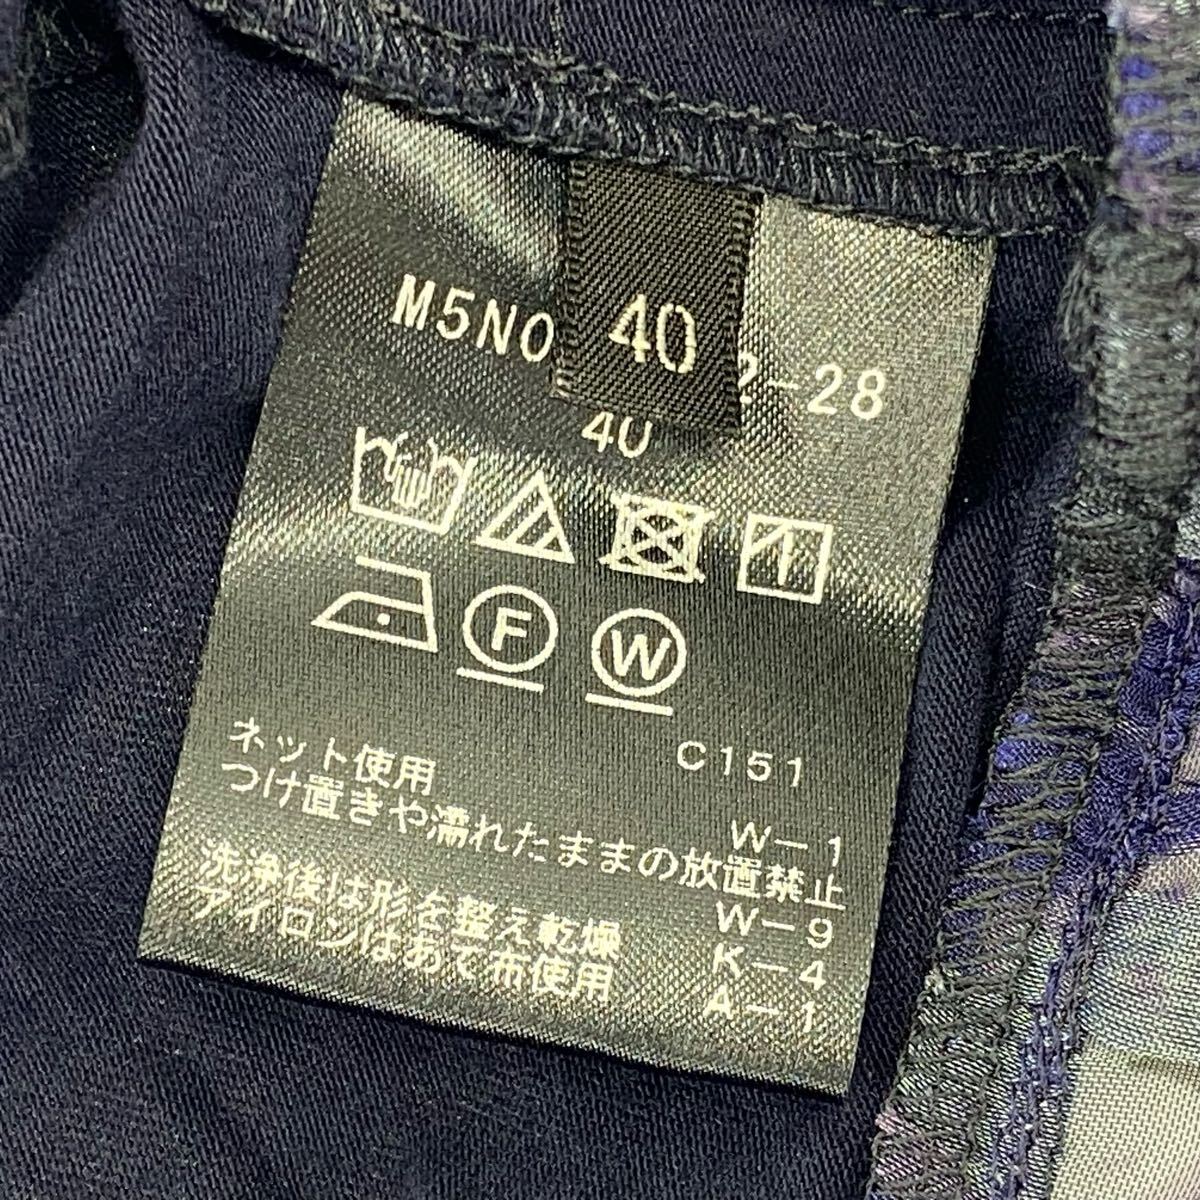 40
M5NO 2-28
40
F W
C151
ネット使用 W-1
つけ置きや濡れたままの放置禁止
W-9
洗浄後は形を整え乾燥 K-4
アイロンはあて布使用 A-1